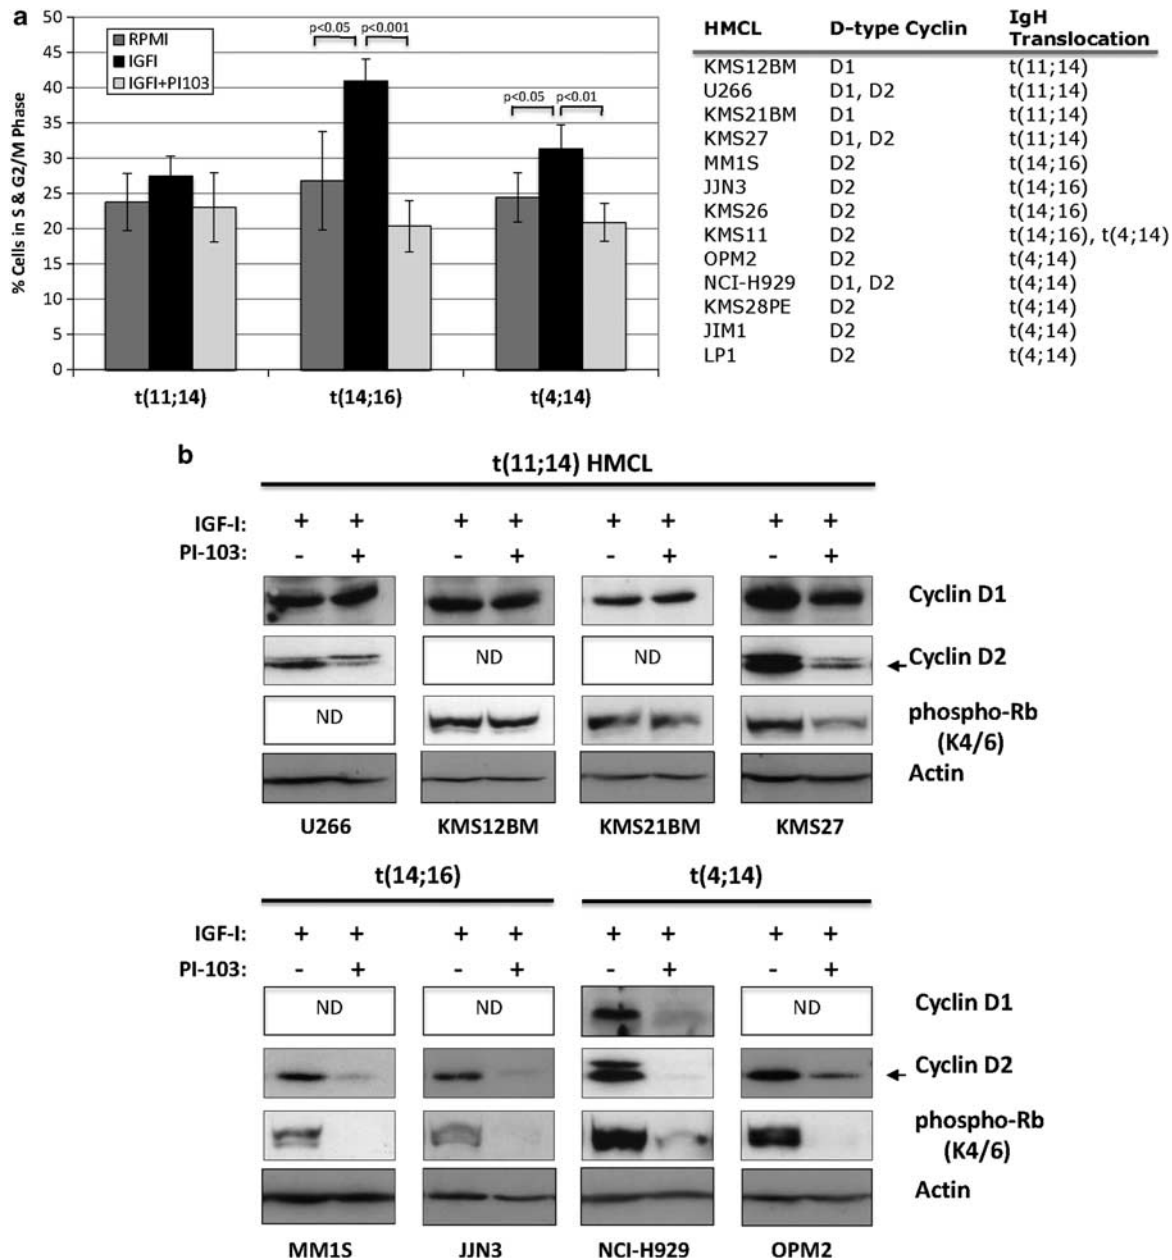 a
50
45
40
35
30
25
20
15
10
5
0
% Cells in S & G2/M Phase
RPMI
IGFI
IGFI+PI103
p<0.05 p<0.001
p<0.05 p<0.01
t(11;14) t(14;16) t(4;14)
HMCL D-type Cyclin IgH Translocation
KMS12BM D1 t(11;14)
U266 D1, D2 t(11;14)
KMS21BM D1 t(11;14)
KMS27 D1, D2 t(11;14)
MM1S D2 t(14;16)
JJN3 D2 t(14;16)
KMS26 D2 t(14;16)
KMS11 D2 t(14;16), t(4;14)
OPM2 D2 t(4;14)
NCI-H929 D1, D2 t(4;14)
KMS28PE D2 t(4;14)
JIM1 D2 t(4;14)
LP1 D2 t(4;14)
b
t(11;14) HMCL
IGF-I: + + + + + + + +
PI-103: - + - + - + - +
Cyclin D1
ND ND Cyclin D2
ND phospho-Rb
(K4/6)
Actin
U266 KMS12BM KMS21BM KMS27
t(14;16) t(4;14)
IGF-I: + + + + + + + +
PI-103: - + - + - + - +
ND ND ND Cyclin D1
Cyclin D2
phospho-Rb
(K4/6)
Actin
MM1S JJN3 NCI-H929 OPM2